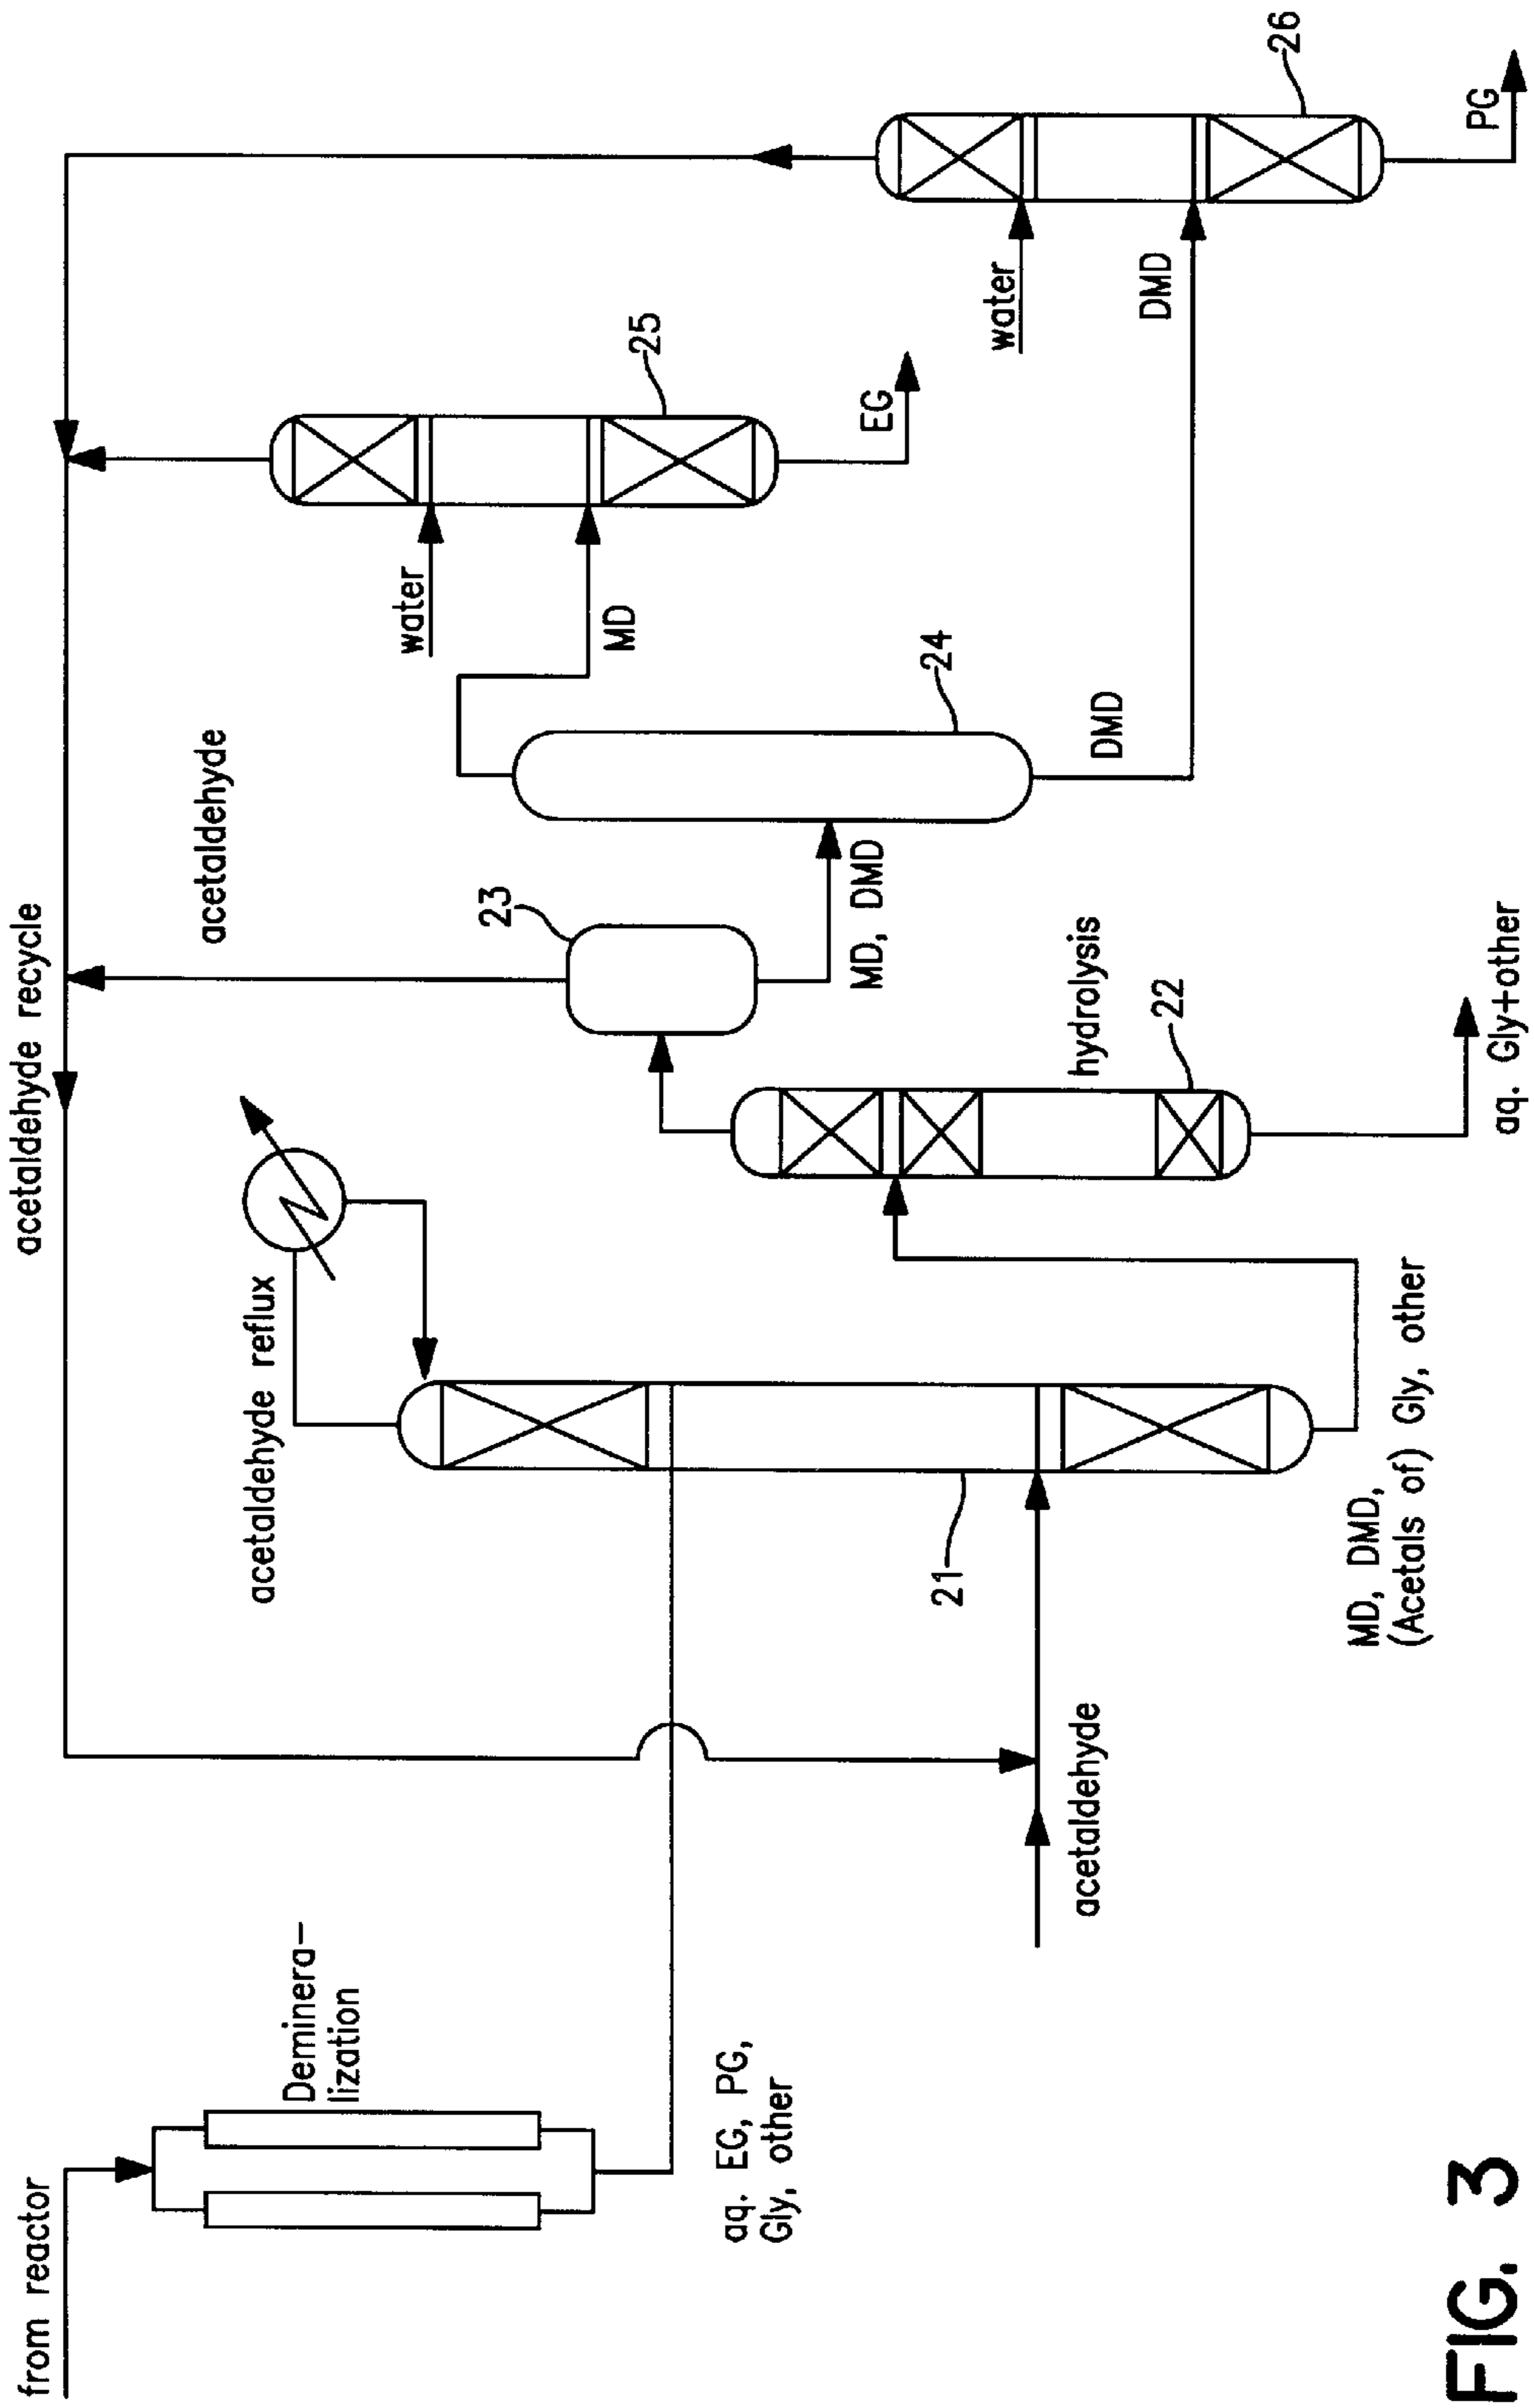 from reactor
Deminera-
lization
aq. EG, PG,
Gly, other
acetaldehyde
acetaldehyde recycle
acetaldehyde reflux
21
MD, DMD,
(Acetals of) Gly, other
22
hydrolysis
aq. Gly+other
23
acetaldehyde
MD, DMD
24
MD
DMD
water
25
EG
water
DMD
26
PG
FIG. 3